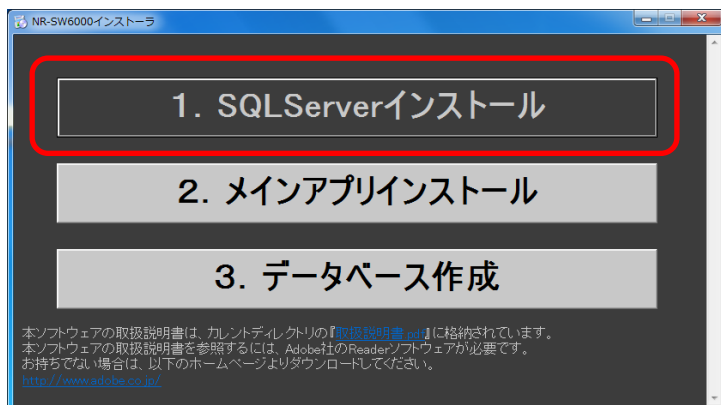 NR-SW6000インストーラ
1. SQLServerインストール
2. メインアプリインストール
3. データベース作成
本ソフトウェアの取扱説明書は、カレントディレクトリの『取扱説明書.pdf』に格納されています。
本ソフトウェアの取扱説明書を参照するには、Adobe社のReaderソフトウェアが必要です。
お持ちでない場合は、以下のホームページよりダウンロードしてください。
http://www.adobe.co.jp/